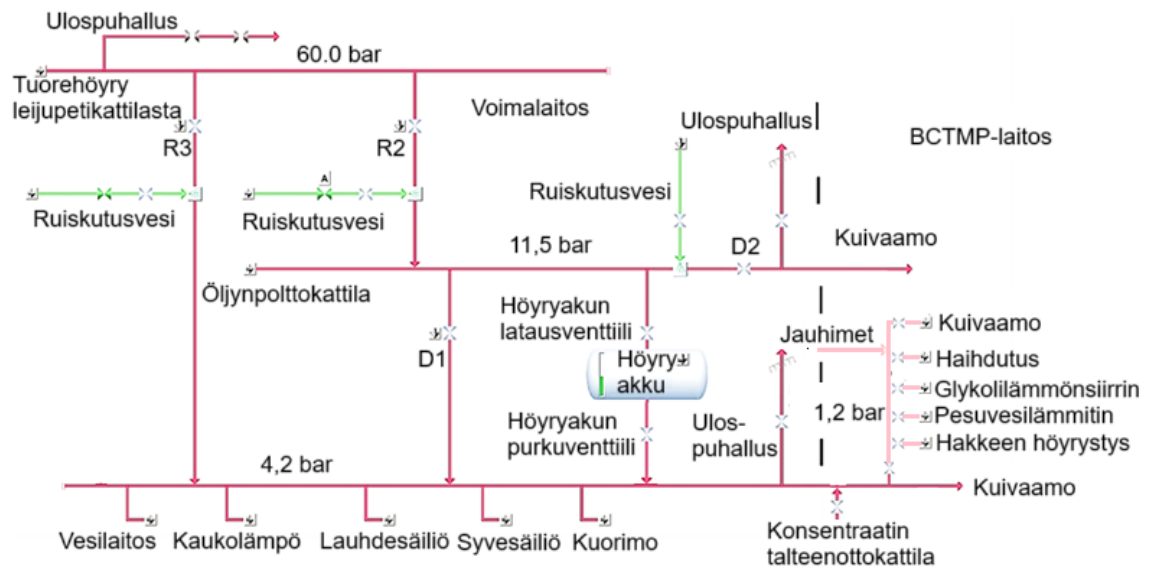 Ulospuhallus
60.0 bar
Tuorehöyry
leijupetikattilasta
Voimalaitos
Ulospuhallus
BCTMP-laitos
R3
R2
Ruiskutusvesi
A
Ruiskutusvesi
Ruiskutusvesi
11,5 bar
D2
Kuivaamo
Öljynpolttokattila
Höyryakun
latausventtiili
Jauhimet
Kuivaamo
D1
Höyry
akku
Haihdutus
Glykolilämmönsiirrin
1,2 bar
Pesuvesilämmitin
Höyryakun
purkuventtiili
Ulos-
puhallus
Hakkeen höyrystys
4,2 bar
Kuivaamo
Vesilaitos
Kaukolämpö
Lauhdesäiliö
Syvesäiliö
Kuorimo
Konsentraatin
talteenottokattila